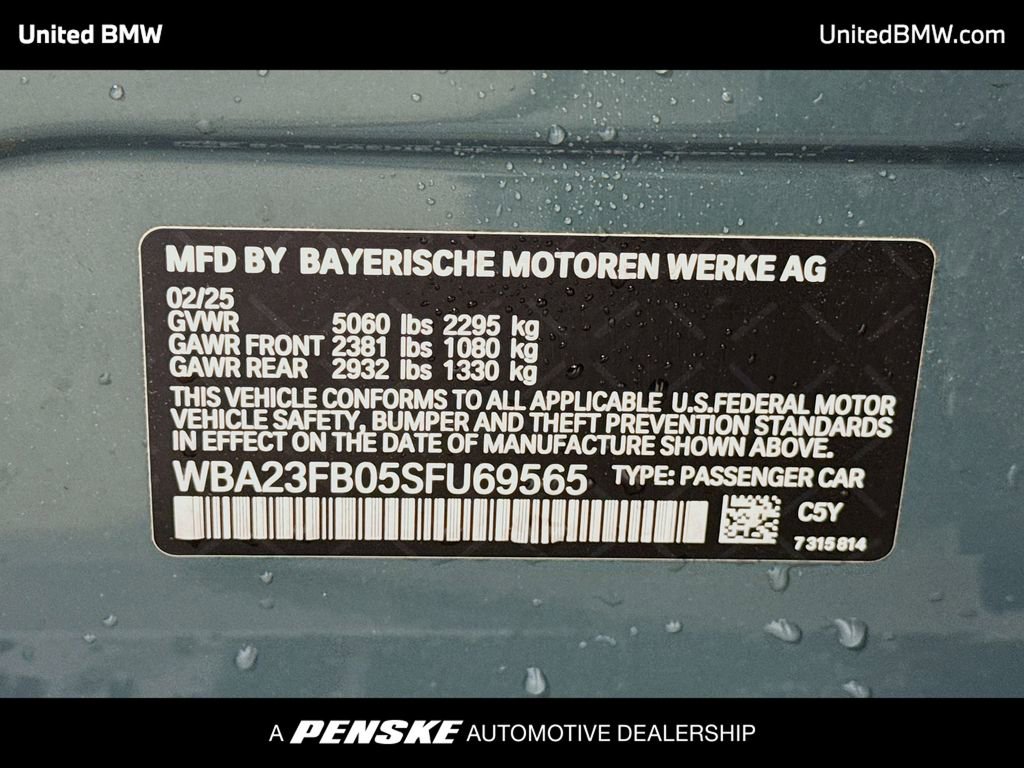 United BMW
UnitedBMW.com
MFD BY BAYERISCHE MOTOREN WERKE AG
02/25
GVWR 5060 lbs 2295 kg
GAWR FRONT 2381 lbs 1080 kg
GAWR REAR 2932 lbs 1330 kg
THIS VEHICLE CONFORMS TO ALL APPLICABLE U.S.FEDERAL MOTOR
VEHICLE SAFETY, BUMPER AND THEFT PREVENTION STANDARDS
IN EFFECT ON THE DATE OF MANUFACTURE SHOWN ABOVE.
WBA23FB05SFU69565 TYPE: PASSENGER CAR
C5Y
7315814
A PENSKE AUTOMOTIVE DEALERSHIP